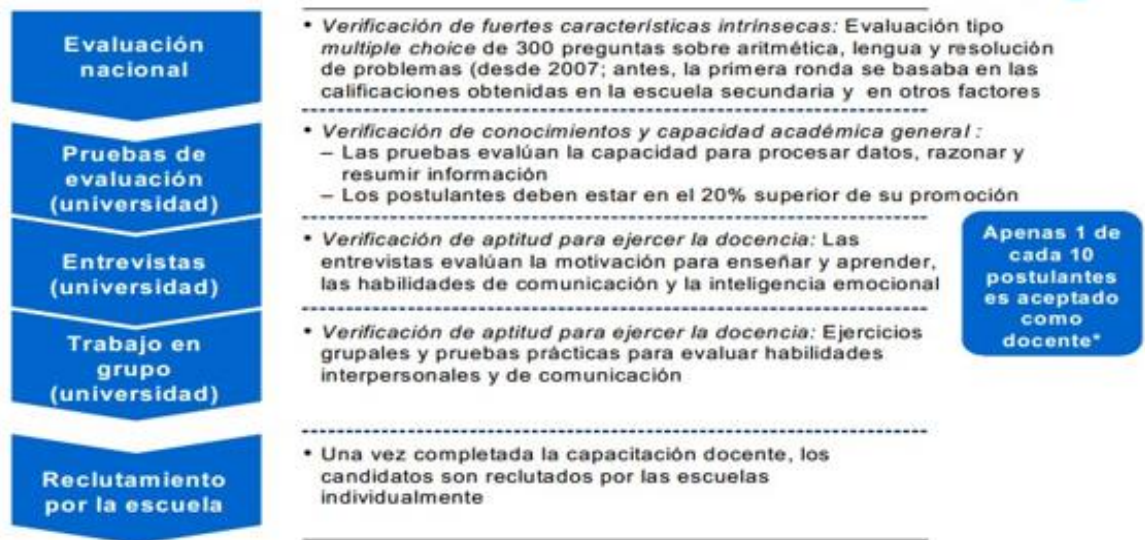 Evaluación
nacional
• Verificación de fuertes características intrínsecas: Evaluación tipo
multiple choice de 300 preguntas sobre aritmética, lengua y resolución
de problemas (desde 2007; antes, la primera ronda se basaba en las
calificaciones obtenidas en la escuela secundaria y en otros factores
Pruebas de
evaluación
(universidad)
• Verificación de conocimientos y capacidad académica general :
– Las pruebas evalúan la capacidad para procesar datos, razonar y
resumir información
– Los postulantes deben estar en el 20% superior de su promoción
Entrevistas
(universidad)
• Verificación de aptitud para ejercer la docencia: Las
entrevistas evalúan la motivación para enseñar y aprender,
las habilidades de comunicación y la inteligencia emocional
Apenas 1 de
cada 10
postulantes
es aceptado
como
docente*
Trabajo en
grupo
(universidad)
• Verificación de aptitud para ejercer la docencia: Ejercicios
grupales y pruebas prácticas para evaluar habilidades
interpersonales y de comunicación
Reclutamiento
por la escuela
• Una vez completada la capacitación docente, los
candidatos son reclutados por las escuelas
individualmente